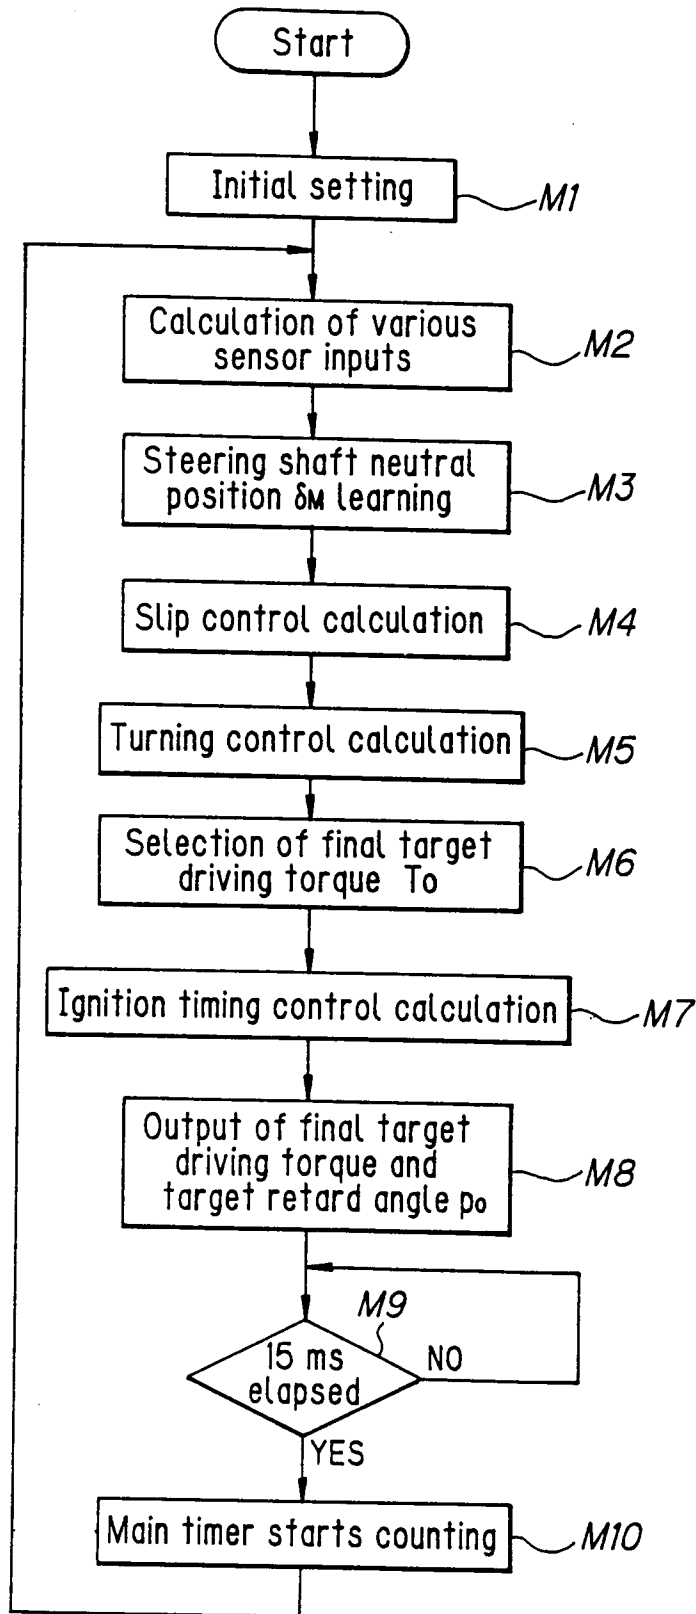 Start
Initial setting
M1
Calculation of various
sensor inputs
M2
Steering shaft neutral
position δM learning
M3
Slip control calculation
M4
Turning control calculation
M5
Selection of final target
driving torque To
M6
Ignition timing control calculation
M7
Output of final target
driving torque and
target retard angle po
M8
M9
15 ms
elapsed
NO
YES
Main timer starts counting
M10